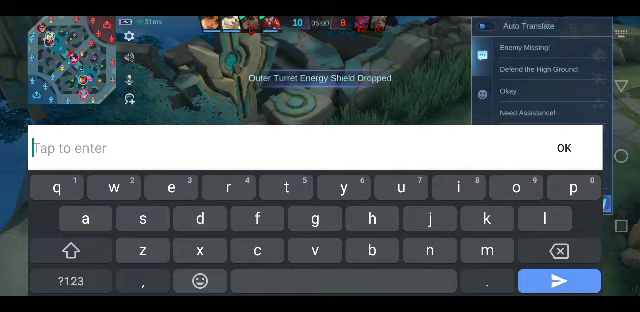 31ms
10 05:00 8
Auto Translate
Enemy Missing!
Defend the High Ground!
Okay.
Need Assistance!
Outer Turret Energy Shield Dropped
Tap to enter
OK
q 1 w 2 e 3 r 4 t 5 y 6 u 7 i 8 o 9 p 0
a s d f g h j k l
z x c v b n m
?123 , .